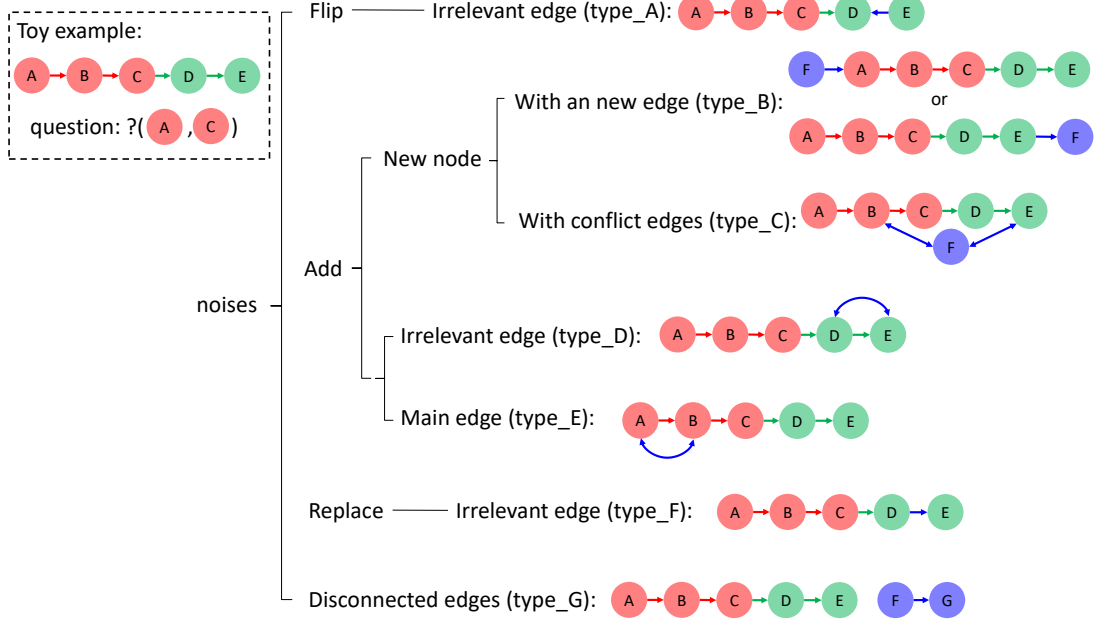 Toy example:
A B C D E
question: ?( A , C )
noises
Flip
Irrelevant edge (type_A):
A B C D E
Add
New node
With an new edge (type_B):
F A B C D E
or
A B C D E F
With conflict edges (type_C):
A B C D E
F
Irrelevant edge (type_D):
A B C D E
Main edge (type_E):
A B C D E
Replace
Irrelevant edge (type_F):
A B C D E
Disconnected edges (type_G):
A B C D E F G